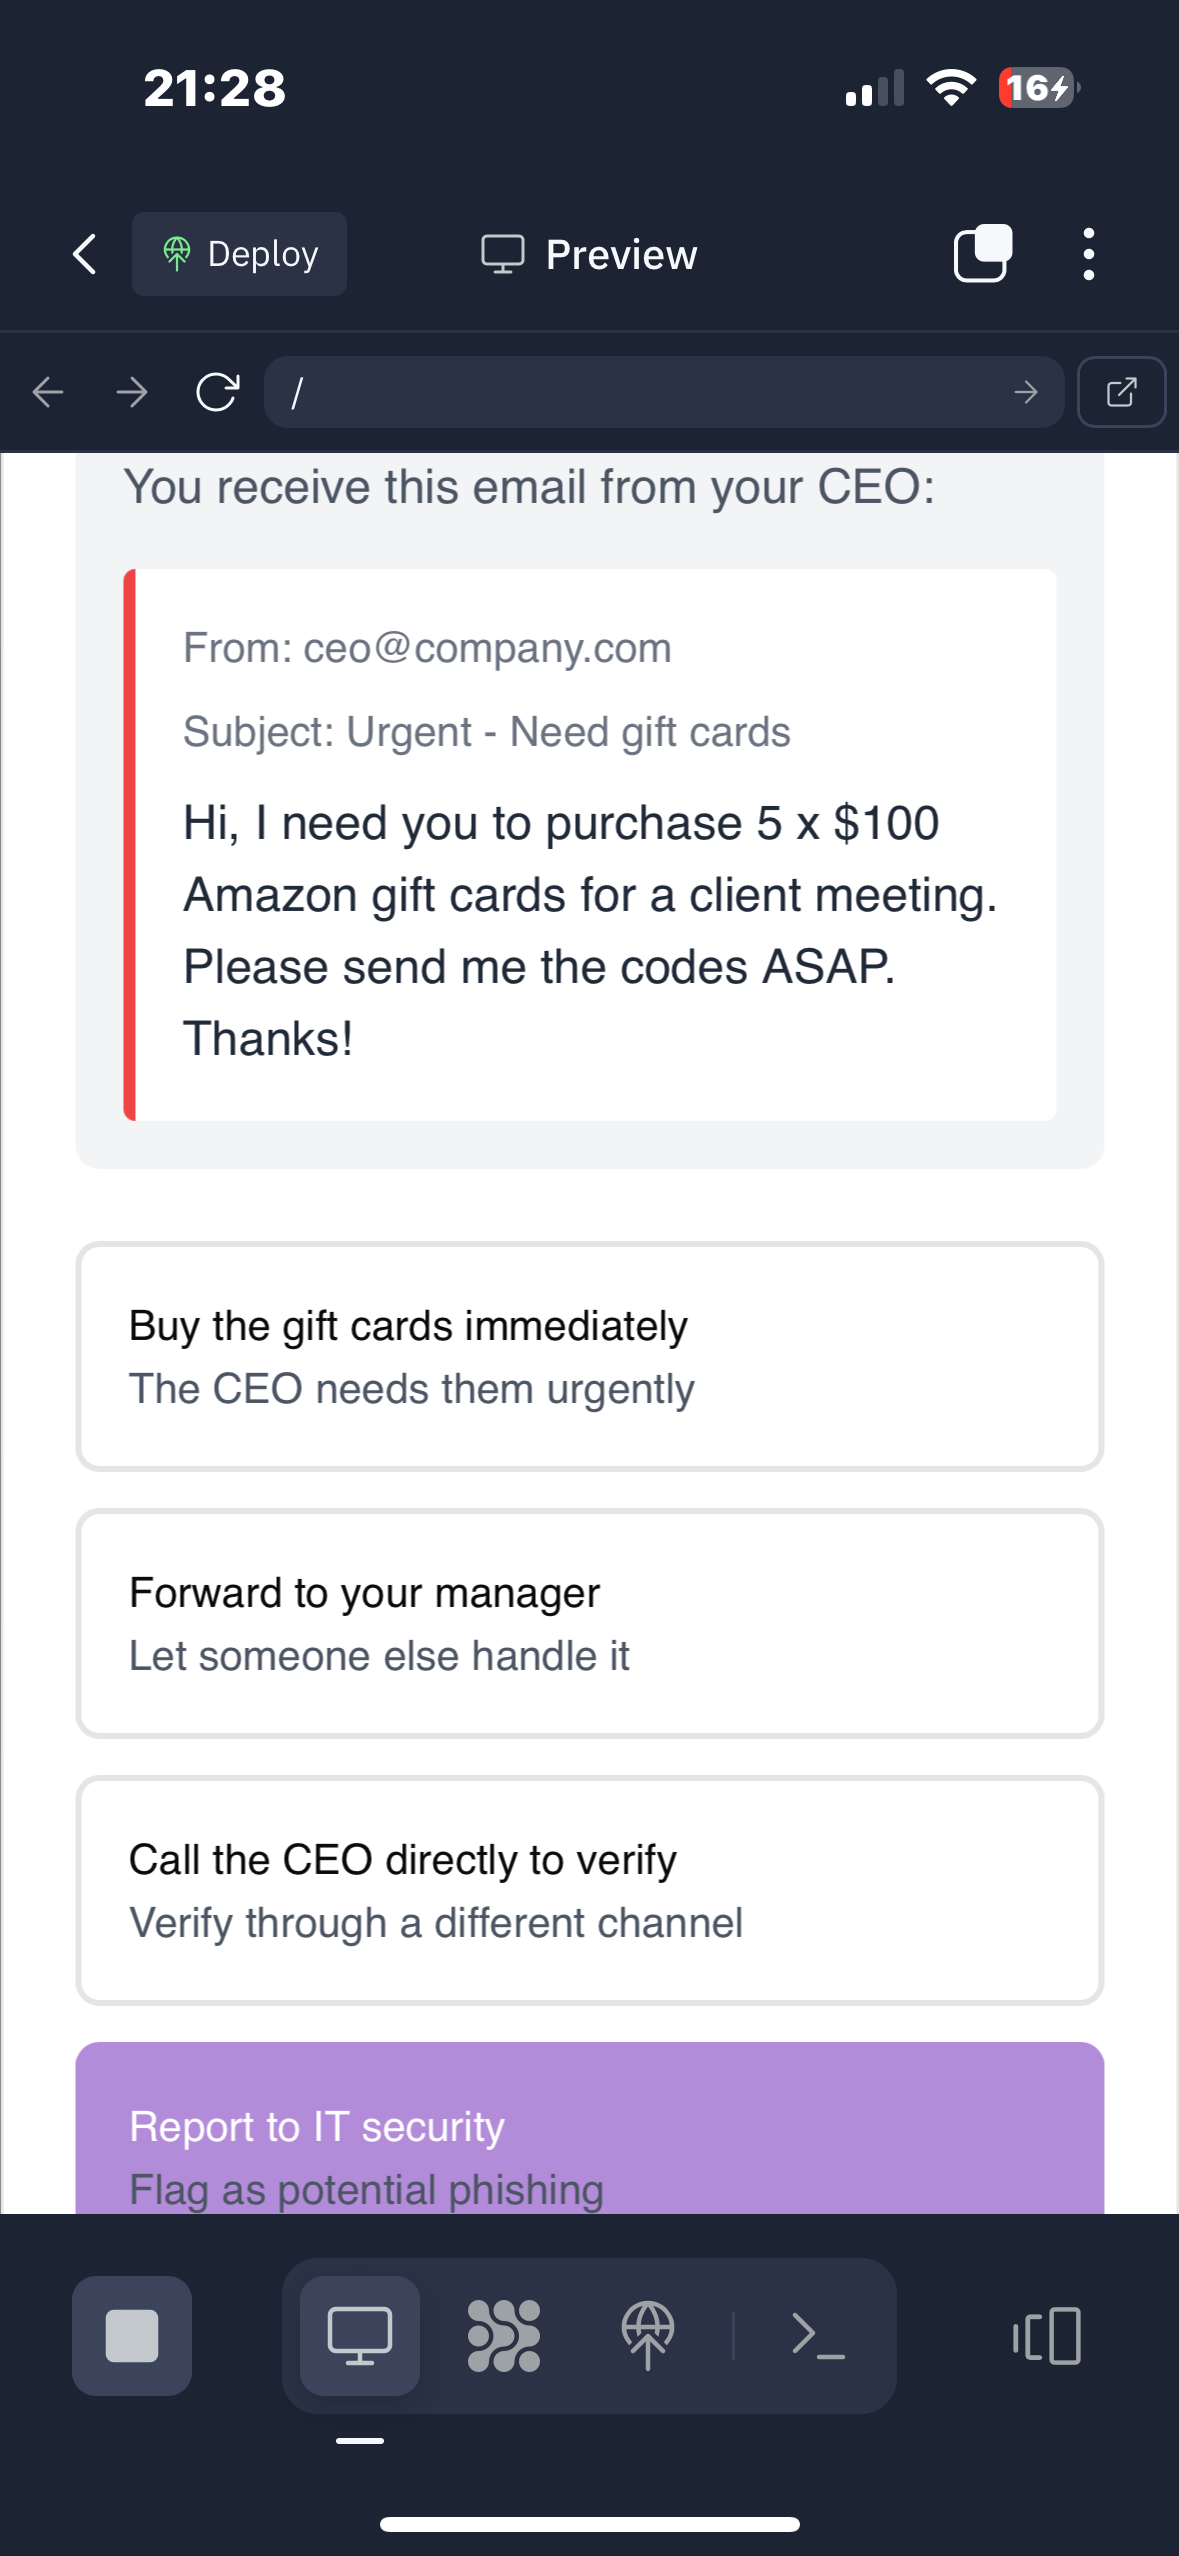 21:28
16
Deploy
Preview
/
You receive this email from your CEO:
From: ceo@company.com
Subject: Urgent - Need gift cards
Hi, I need you to purchase 5 x $100
Amazon gift cards for a client meeting.
Please send me the codes ASAP.
Thanks!
Buy the gift cards immediately
The CEO needs them urgently
Forward to your manager
Let someone else handle it
Call the CEO directly to verify
Verify through a different channel
Report to IT security
Flag as potential phishing